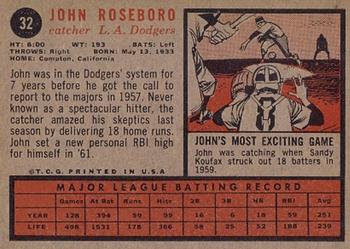 32
JOHN ROSEBORO
catcher L.A. Dodgers
HT: 6:00 WT: 193 BATS: Left
THROWS: Right BORN: May 13, 1933
HOME: Compton, California
John was in the Dodgers' system for
7 years before he got the call to
report to the majors in 1957. Never
known as a spectacular hitter, the
catcher amazed his skeptics last
season by delivering 18 home runs.
John set a new personal RBI high
for himself in '61.
©T.C.G. PRINTED IN U.S.A.
JOHN'S MOST EXCITING GAME
John was catching when Sandy
Koufax struck out 18 batters in
1959.
MAJOR LEAGUE BATTING RECORD
Games At Bat Runs Hits 2B 3B HR RBI Avg.
YEAR 128 394 59 99 16 6 18 59 .251
LIFE 498 1531 178 366 58 25 52 188 .239